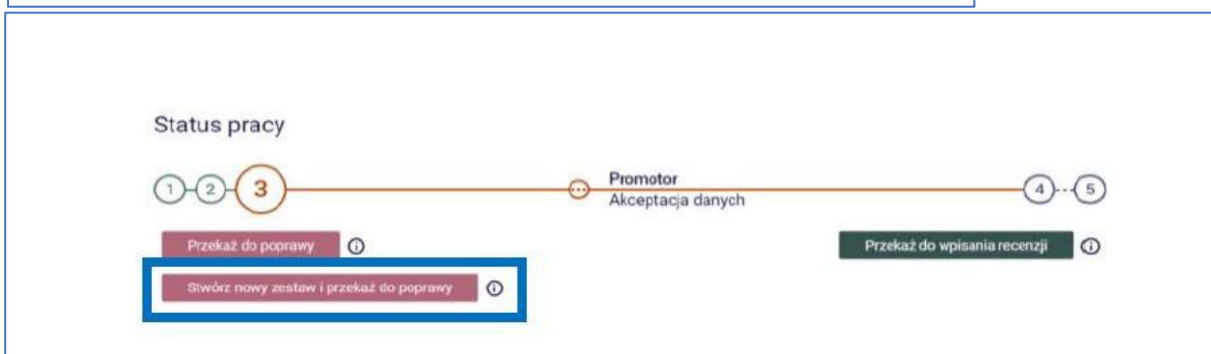 Status pracy
1 2 3 Promotor 4 5
Akceptacja danych
Przekaż do poprawy Przekaż do wpisania recenzji
Stwórz nowy zestaw i przekaż do poprawy